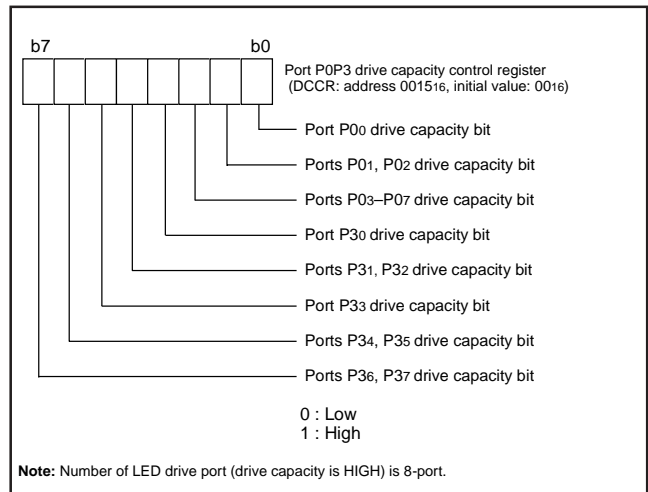 b7 b0
Port P0P3 drive capacity control register
(DCCR: address 001516, initial value: 0016)
Port P00 drive capacity bit
Ports P01, P02 drive capacity bit
Ports P03–P07 drive capacity bit
Port P30 drive capacity bit
Ports P31, P32 drive capacity bit
Port P33 drive capacity bit
Ports P34, P35 drive capacity bit
Ports P36, P37 drive capacity bit
0 : Low
1 : High
Note: Number of LED drive port (drive capacity is HIGH) is 8-port.